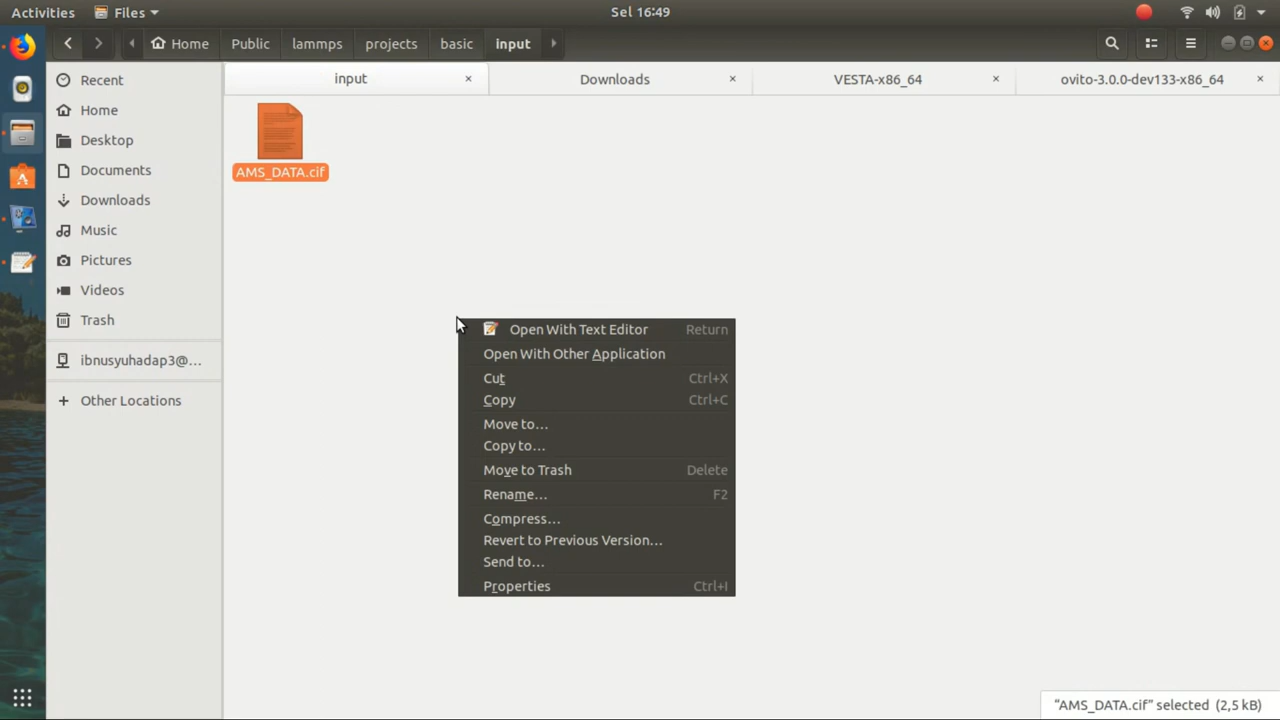 Activities Files Sel 16:49
Home Public lammps projects basic input
input Downloads VESTA-x86_64 ovito-3.0.0-dev133-x86_64
Recent
Home
Desktop
Documents
Downloads
Music
Pictures
Videos
Trash
ibnusyuhadap3@...
Other Locations
AMS_DATA.cif
Open With Text Editor Return
Open With Other Application
Cut Ctrl+X
Copy Ctrl+C
Move to...
Copy to...
Move to Trash Delete
Rename... F2
Compress...
Revert to Previous Version...
Send to...
Properties Ctrl+I
"AMS_DATA.cif" selected (2,5 kB)